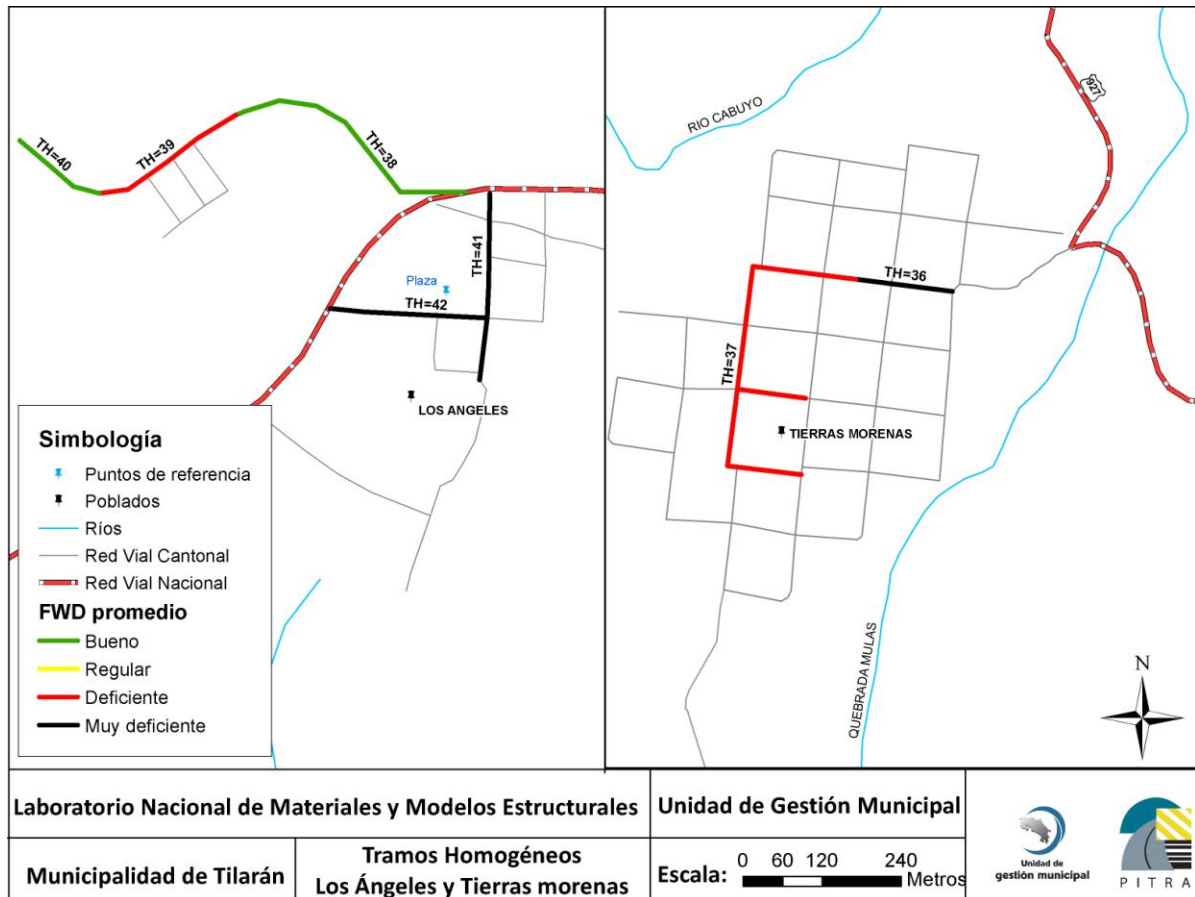 TH=40
TH=39
TH=38
TH=41
Plaza
TH=42
LOS ANGELES
Simbología
Puntos de referencia
Poblados
Ríos
Red Vial Cantonal
Red Vial Nacional
FWD promedio
Bueno
Regular
Deficiente
Muy deficiente
RIO CABUYO
927
TH=36
TH=37
TIERRAS MORENAS
QUEBRADA MULAS
N
Laboratorio Nacional de Materiales y Modelos Estructurales
Unidad de Gestión Municipal
Municipalidad de Tilarán
Tramos Homogéneos
Los Ángeles y Tierras morenas
Escala:
0 60 120 240
Metros
Unidad de
gestión municipal
PITRA